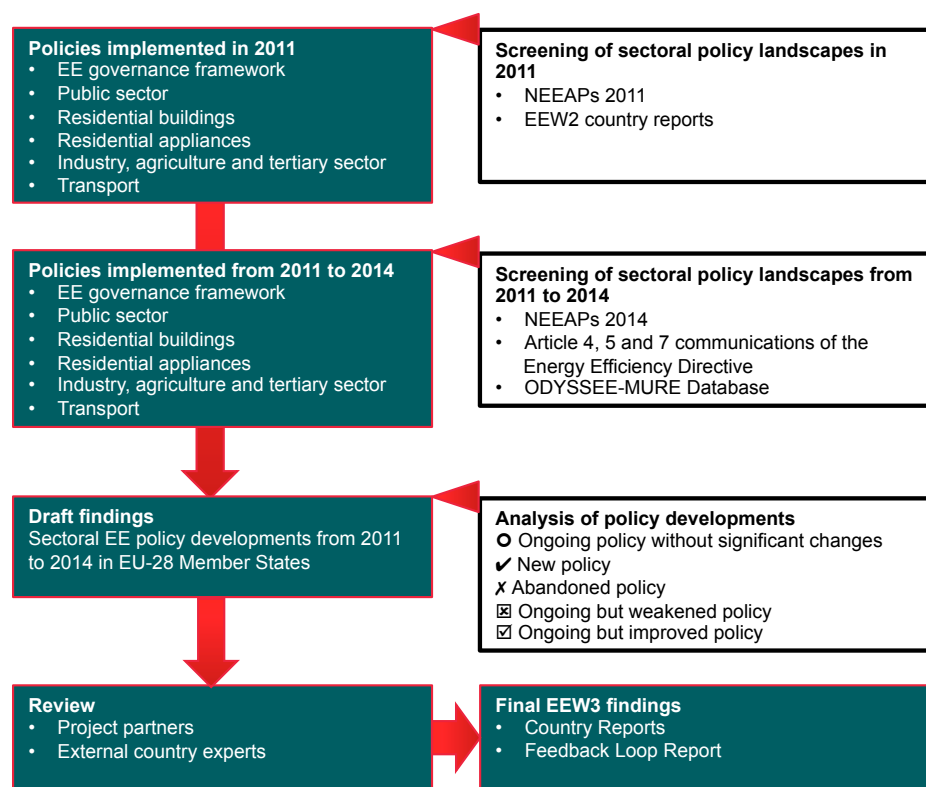 Policies implemented in 2011
• EE governance framework
• Public sector
• Residential buildings
• Residential appliances
• Industry, agriculture and tertiary sector
• Transport
Screening of sectoral policy landscapes in
2011
• NEEAPs 2011
• EEW2 country reports
Policies implemented from 2011 to 2014
• EE governance framework
• Public sector
• Residential buildings
• Residential appliances
• Industry, agriculture and tertiary sector
• Transport
Screening of sectoral policy landscapes from
2011 to 2014
• NEEAPs 2014
• Article 4, 5 and 7 communications of the
Energy Efficiency Directive
• ODYSSEE-MURE Database
Draft findings
Sectoral EE policy developments from 2011
to 2014 in EU-28 Member States
Analysis of policy developments
⭘ Ongoing policy without significant changes
✔ New policy
✗ Abandoned policy
☒ Ongoing but weakened policy
☑ Ongoing but improved policy
Review
• Project partners
• External country experts
Final EEW3 findings
• Country Reports
• Feedback Loop Report